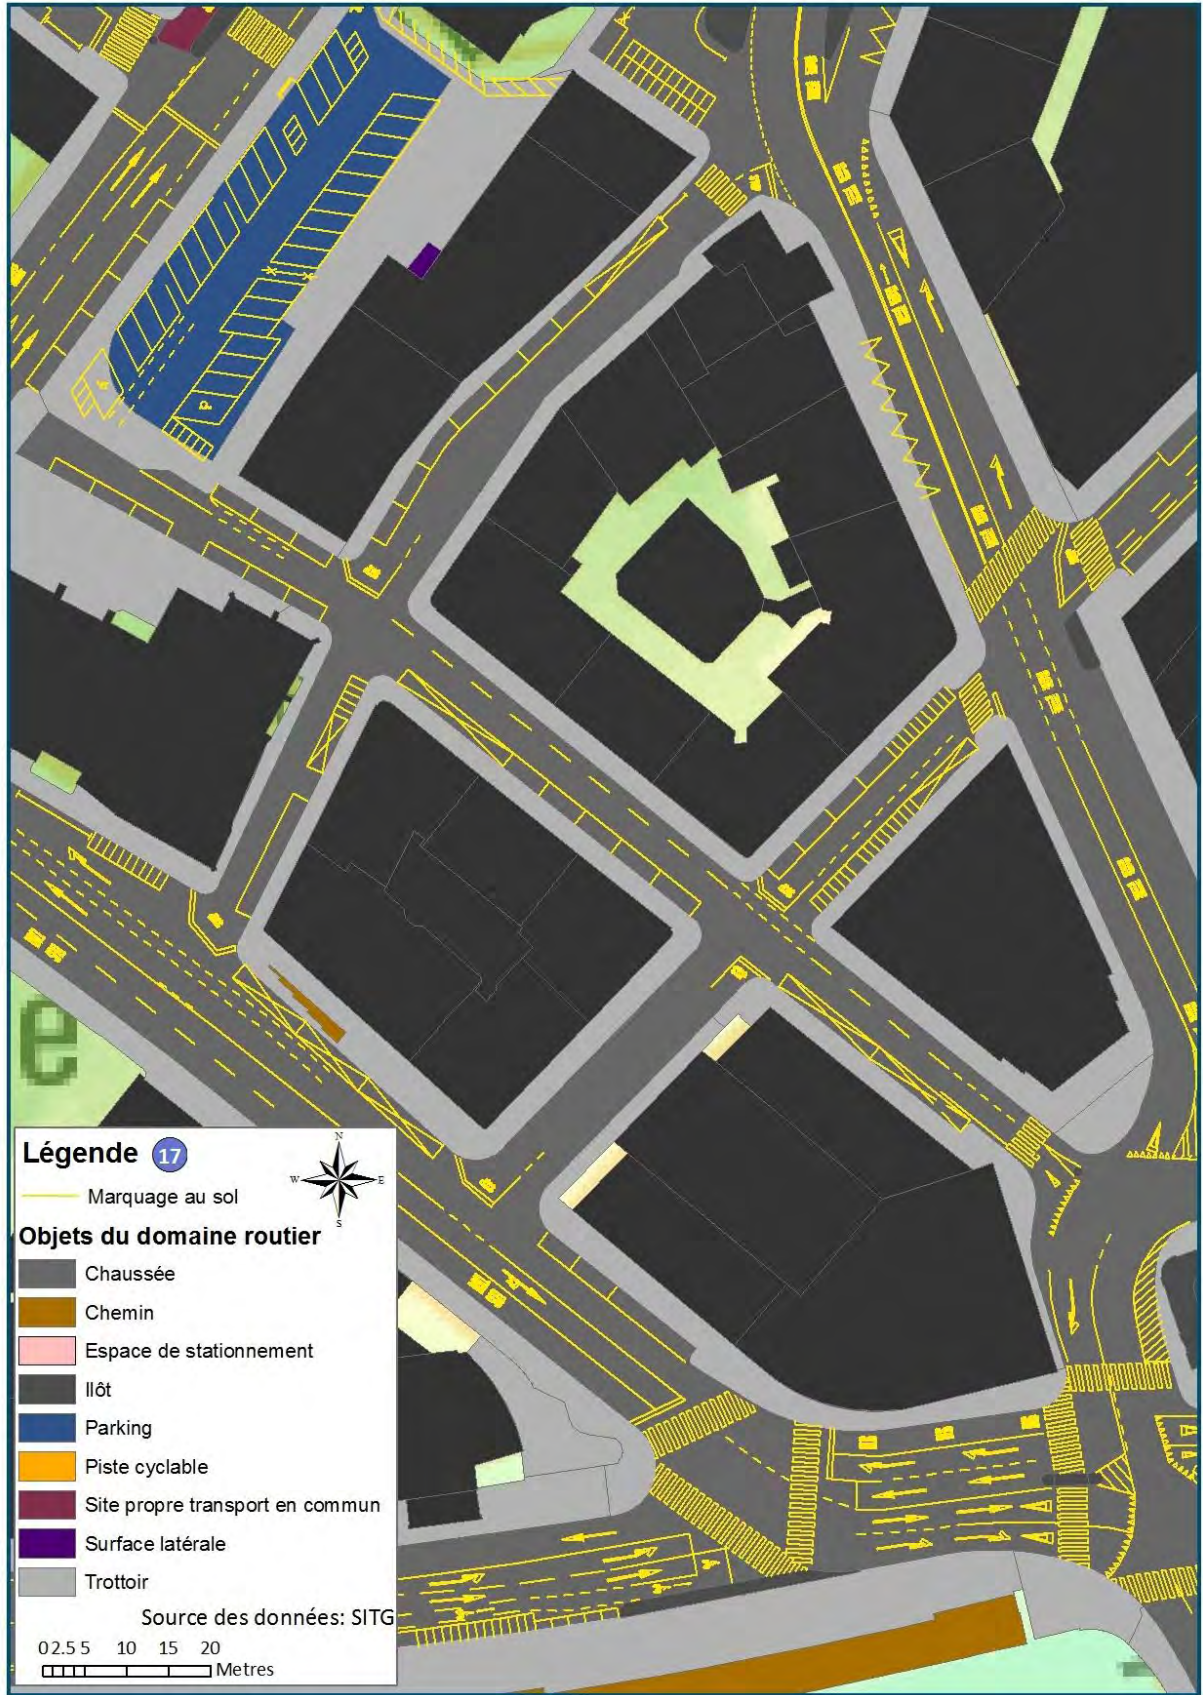 e
Légende 17
N
W E
S
Marquage au sol
Objets du domaine routier
Chaussée
Chemin
Espace de stationnement
Ilôt
Parking
Piste cyclable
Site propre transport en commun
Surface latérale
Trottoir
Source des données: SITG
0 2.5 5 10 15 20
Metres